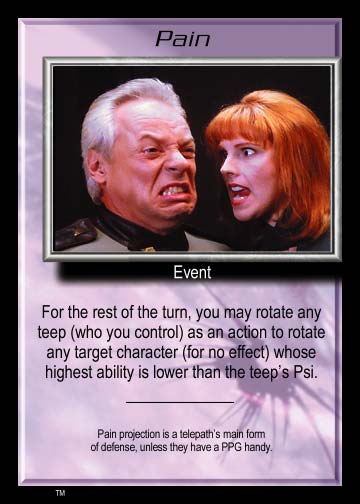 Pain
Event
For the rest of the turn, you may rotate any
teep (who you control) as an action to rotate
any target character (for no effect) whose
highest ability is lower than the teep's Psi.
Pain projection is a telepath's main form
of defense, unless they have a PPG handy.
TM